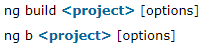 ng build <project> [options]
ng b <project> [options]